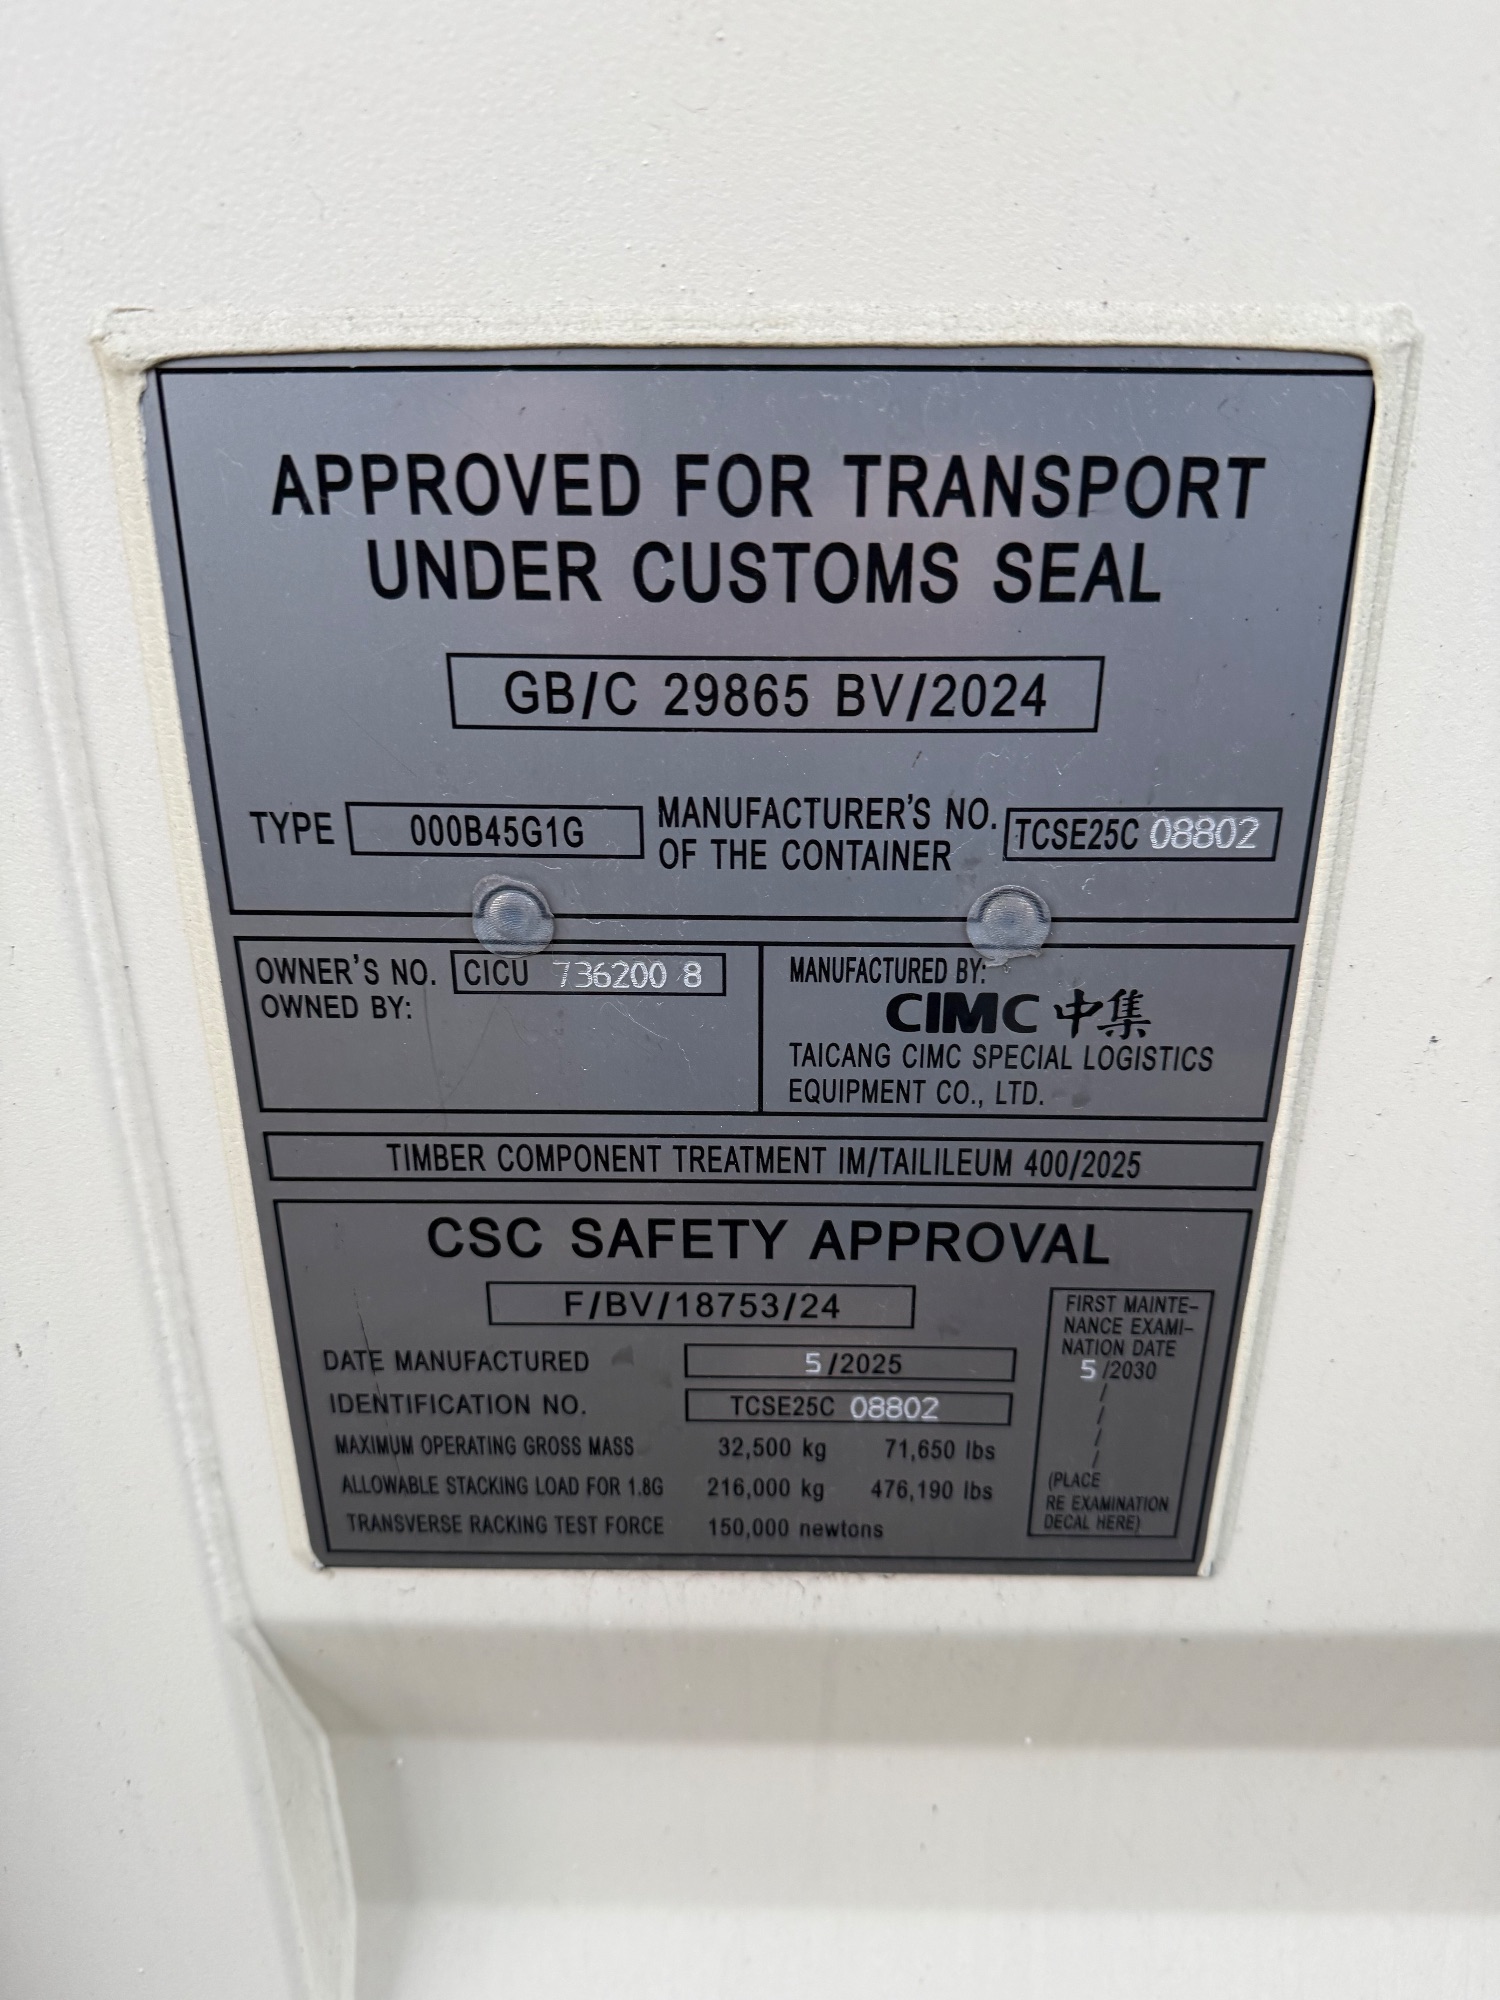 APPROVED FOR TRANSPORT
UNDER CUSTOMS SEAL
GB/C 29865 BV/2024
TYPE 000B45G1G MANUFACTURER'S NO. OF THE CONTAINER TCSE25C 08802
OWNER'S NO. CICU 736200 8
OWNED BY:
MANUFACTURED BY:
CIMC 中集
TAICANG CIMC SPECIAL LOGISTICS
EQUIPMENT CO., LTD.
TIMBER COMPONENT TREATMENT IM/TAILILEUM 400/2025
CSC SAFETY APPROVAL
F/BV/18753/24
DATE MANUFACTURED 5/2025
IDENTIFICATION NO. TCSE25C 08802
MAXIMUM OPERATING GROSS MASS 32,500 kg 71,650 lbs
ALLOWABLE STACKING LOAD FOR 1.8G 216,000 kg 476,190 lbs
TRANSVERSE RACKING TEST FORCE 150,000 newtons
FIRST MAINTE-
NANCE EXAMI-
NATION DATE
5/2030
/
/
/
/
(PLACE
RE EXAMINATION
DECAL HERE)